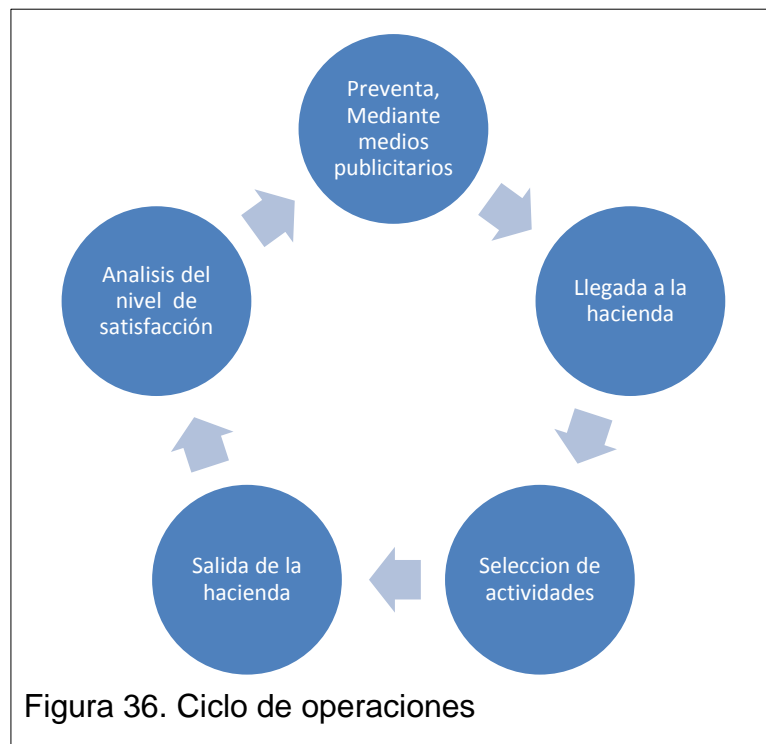 Preventa,
Mediante
medios
publicitarios
Llegada a la
hacienda
Seleccion de
actividades
Salida de la
hacienda
Analisis del
nivel de
satisfacción
Figura 36. Ciclo de operaciones